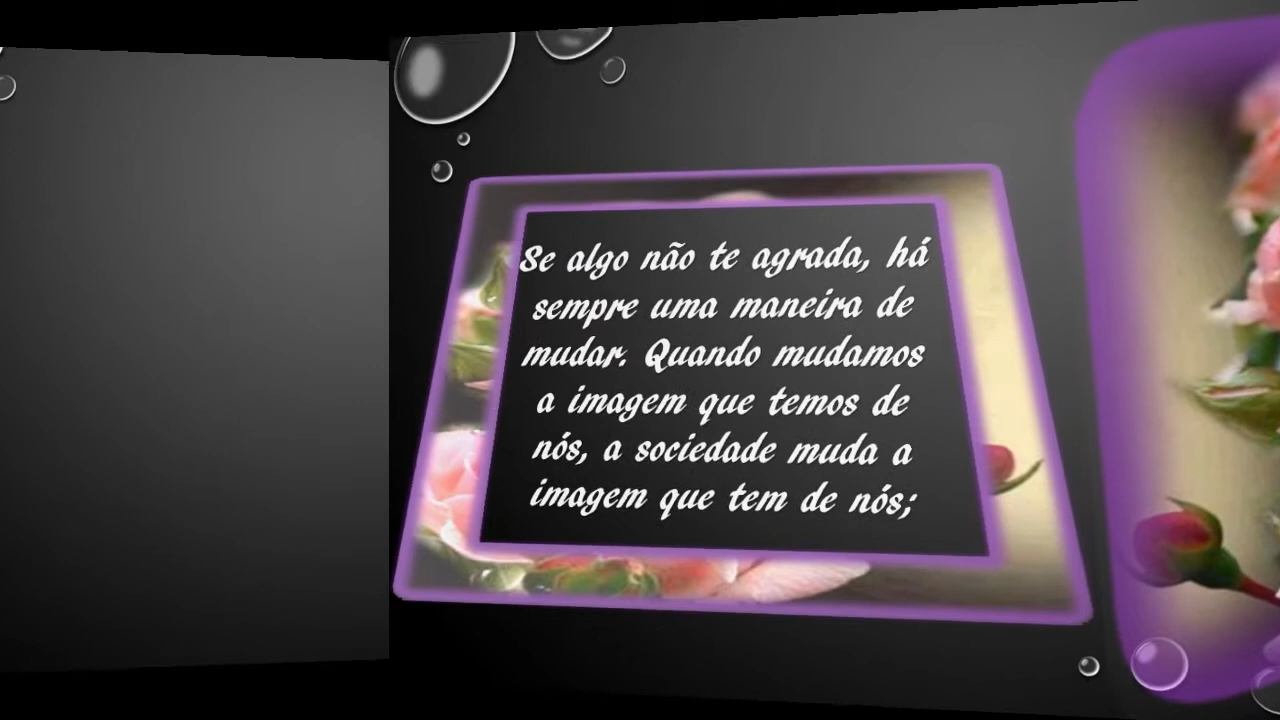 Se algo não te agrada, há
sempre uma maneira de
mudar. Quando mudamos
a imagem que temos de
nós, a sociedade muda a
imagem que tem de nós;